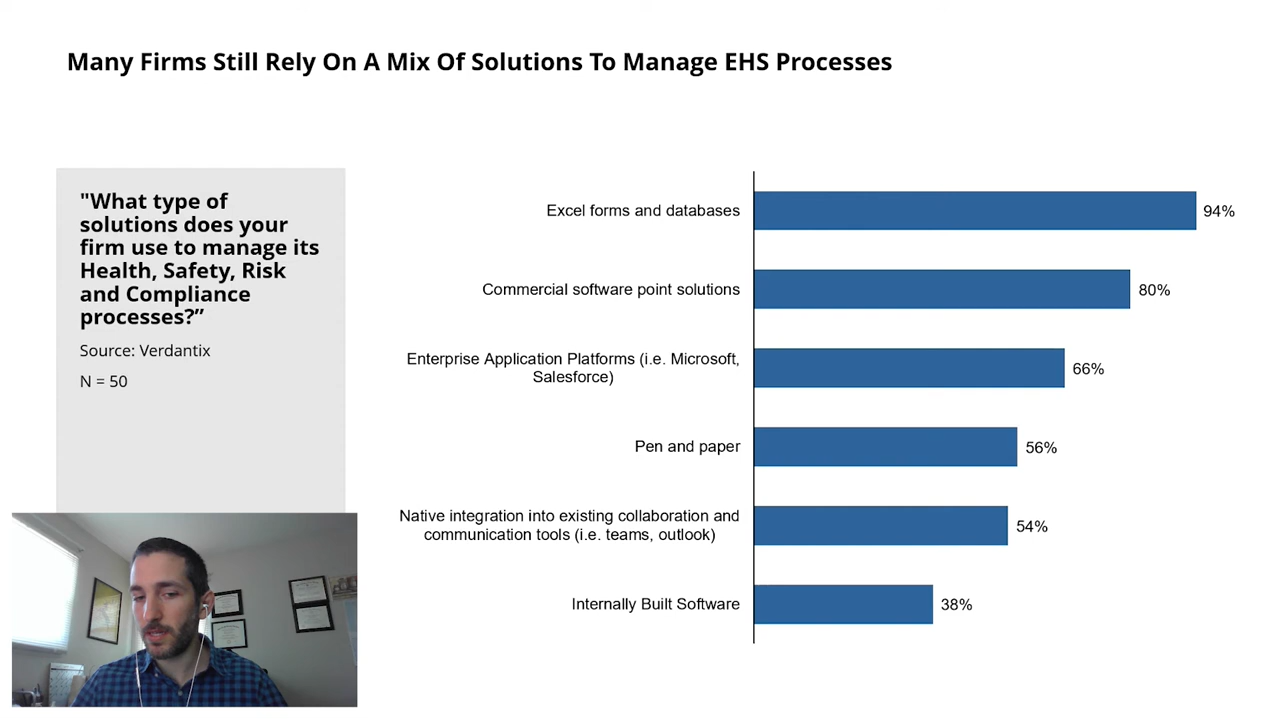 Many Firms Still Rely On A Mix Of Solutions To Manage EHS Processes
"What type of
solutions does your
firm use to manage its
Health, Safety, Risk
and Compliance
processes?”
Source: Verdantix
N = 50
Excel forms and databases
94%
Commercial software point solutions
80%
Enterprise Application Platforms (i.e. Microsoft,
Salesforce)
66%
Pen and paper
56%
Native integration into existing collaboration and
communication tools (i.e. teams, outlook)
54%
Internally Built Software
38%